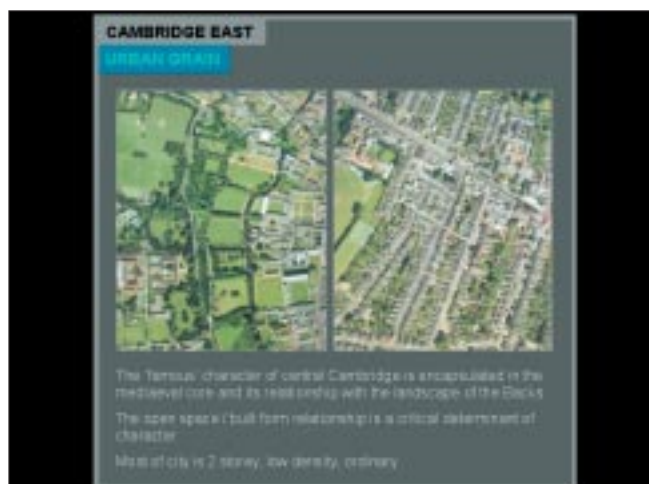 CAMBRIDGE EAST
URBAN GRAIN
The 'famous' character of central Cambridge is encapsulated in the
mediaeval core and its relationship with the landscape of the Backs
The open space / built form relationship is a critical determinant of
character
Most of city is 2 storey, low density, ordinary